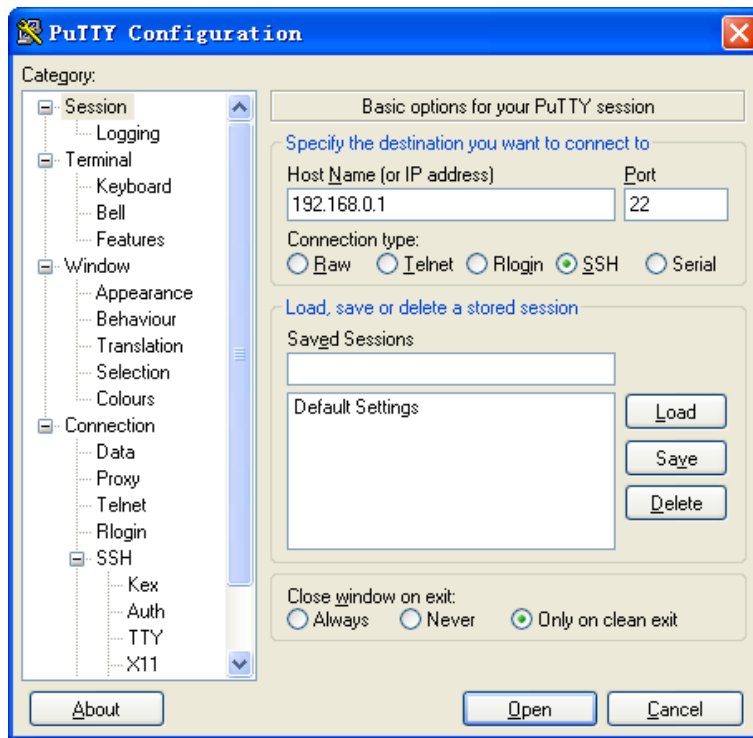 PuTTY Configuration
Category:
Session
Logging
Terminal
Keyboard
Bell
Features
Window
Appearance
Behaviour
Translation
Selection
Colours
Connection
Data
Proxy
Telnet
Rlogin
SSH
Kex
Auth
TTY
X11
Basic options for your PuTTY session
Specify the destination you want to connect to
Host Name (or IP address) Port
192.168.0.1 22
Connection type:
Raw Telnet Rlogin SSH Serial
Load, save or delete a stored session
Saved Sessions
Default Settings
Load
Save
Delete
Close window on exit:
Always Never Only on clean exit
About Open Cancel